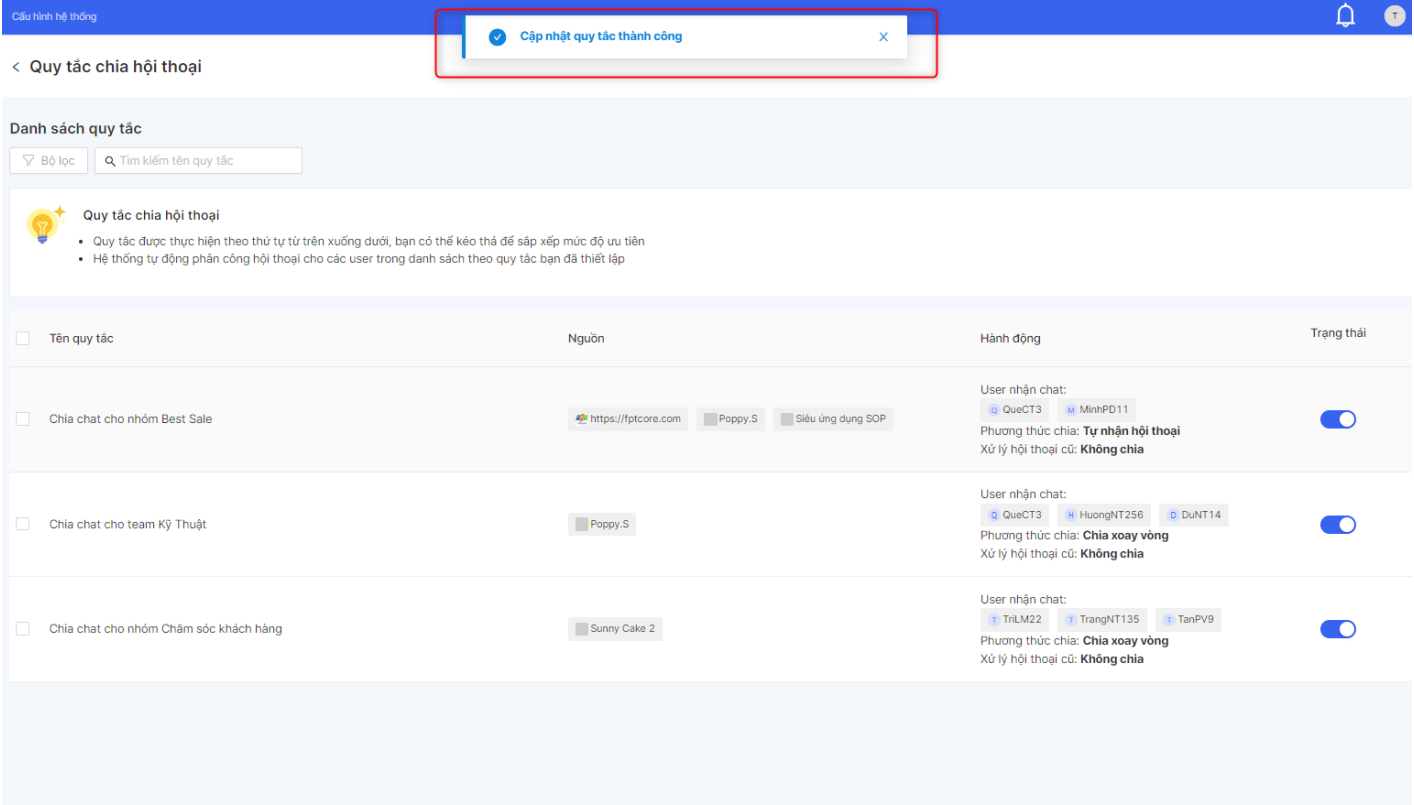 Cấu hình hệ thống
T
Cập nhật quy tắc thành công
X
< Quy tắc chia hội thoại
Danh sách quy tắc
Bộ lọc
Tìm kiếm tên quy tắc
Quy tắc chia hội thoại
• Quy tắc được thực hiện theo thứ tự từ trên xuống dưới, bạn có thể kéo thả để sắp xếp mức độ ưu tiên
• Hệ thống tự động phân công hội thoại cho các user trong danh sách theo quy tắc bạn đã thiết lập
Tên quy tắc Nguồn Hành động Trạng thái
Chia chat cho nhóm Best Sale
https://fptcore.com Poppy.S Siêu ứng dụng SOP
User nhận chat:
Q QueCT3 M MinhPD11
Phương thức chia: Tự nhận hội thoại
Xử lý hội thoại cũ: Không chia
Chia chat cho team Kỹ Thuật
Poppy.S
User nhận chat:
Q QueCT3 H HuongNT256 D DuNT14
Phương thức chia: Chia xoay vòng
Xử lý hội thoại cũ: Không chia
Chia chat cho nhóm Chăm sóc khách hàng
Sunny Cake 2
User nhận chat:
T TriLM22 T TrangNT135 T TanPV9
Phương thức chia: Chia xoay vòng
Xử lý hội thoại cũ: Không chia